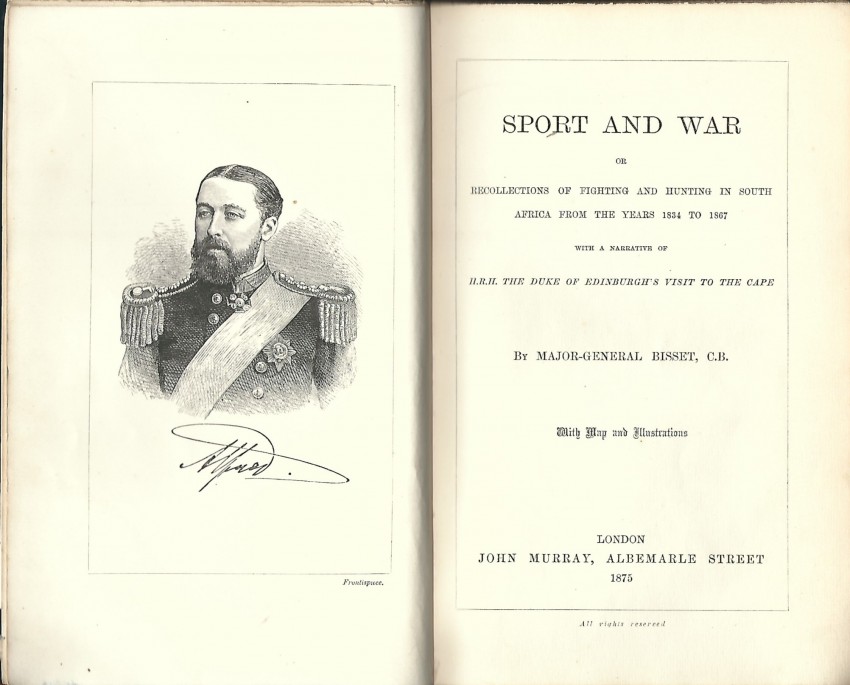 Alfred.
Frontispiece.
SPORT AND WAR
OR
RECOLLECTIONS OF FIGHTING AND HUNTING IN SOUTH
AFRICA FROM THE YEARS 1834 TO 1867
WITH A NARRATIVE OF
H.R.H. THE DUKE OF EDINBURGH'S VISIT TO THE CAPE
By MAJOR-GENERAL BISSET, C.B.
With Map and Illustrations
LONDON
JOHN MURRAY, ALBEMARLE STREET
1875
All rights reserved